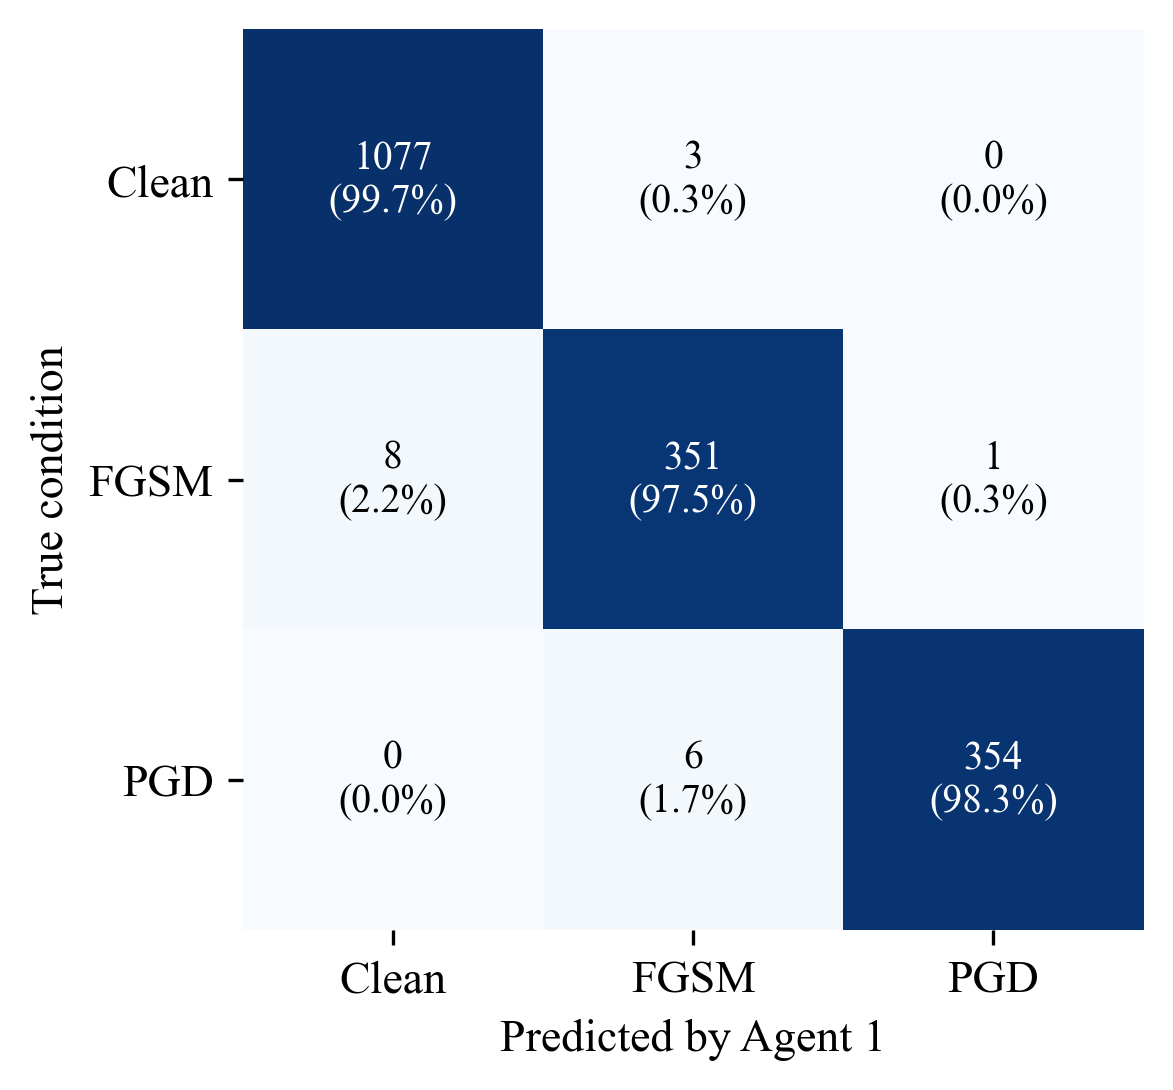 1077
(99.7%)
3
(0.3%)
0
(0.0%)
Clean
8
(2.2%)
351
(97.5%)
1
(0.3%)
FGSM
0
(0.0%)
6
(1.7%)
354
(98.3%)
PGD
True condition
Clean
FGSM
PGD
Predicted by Agent 1